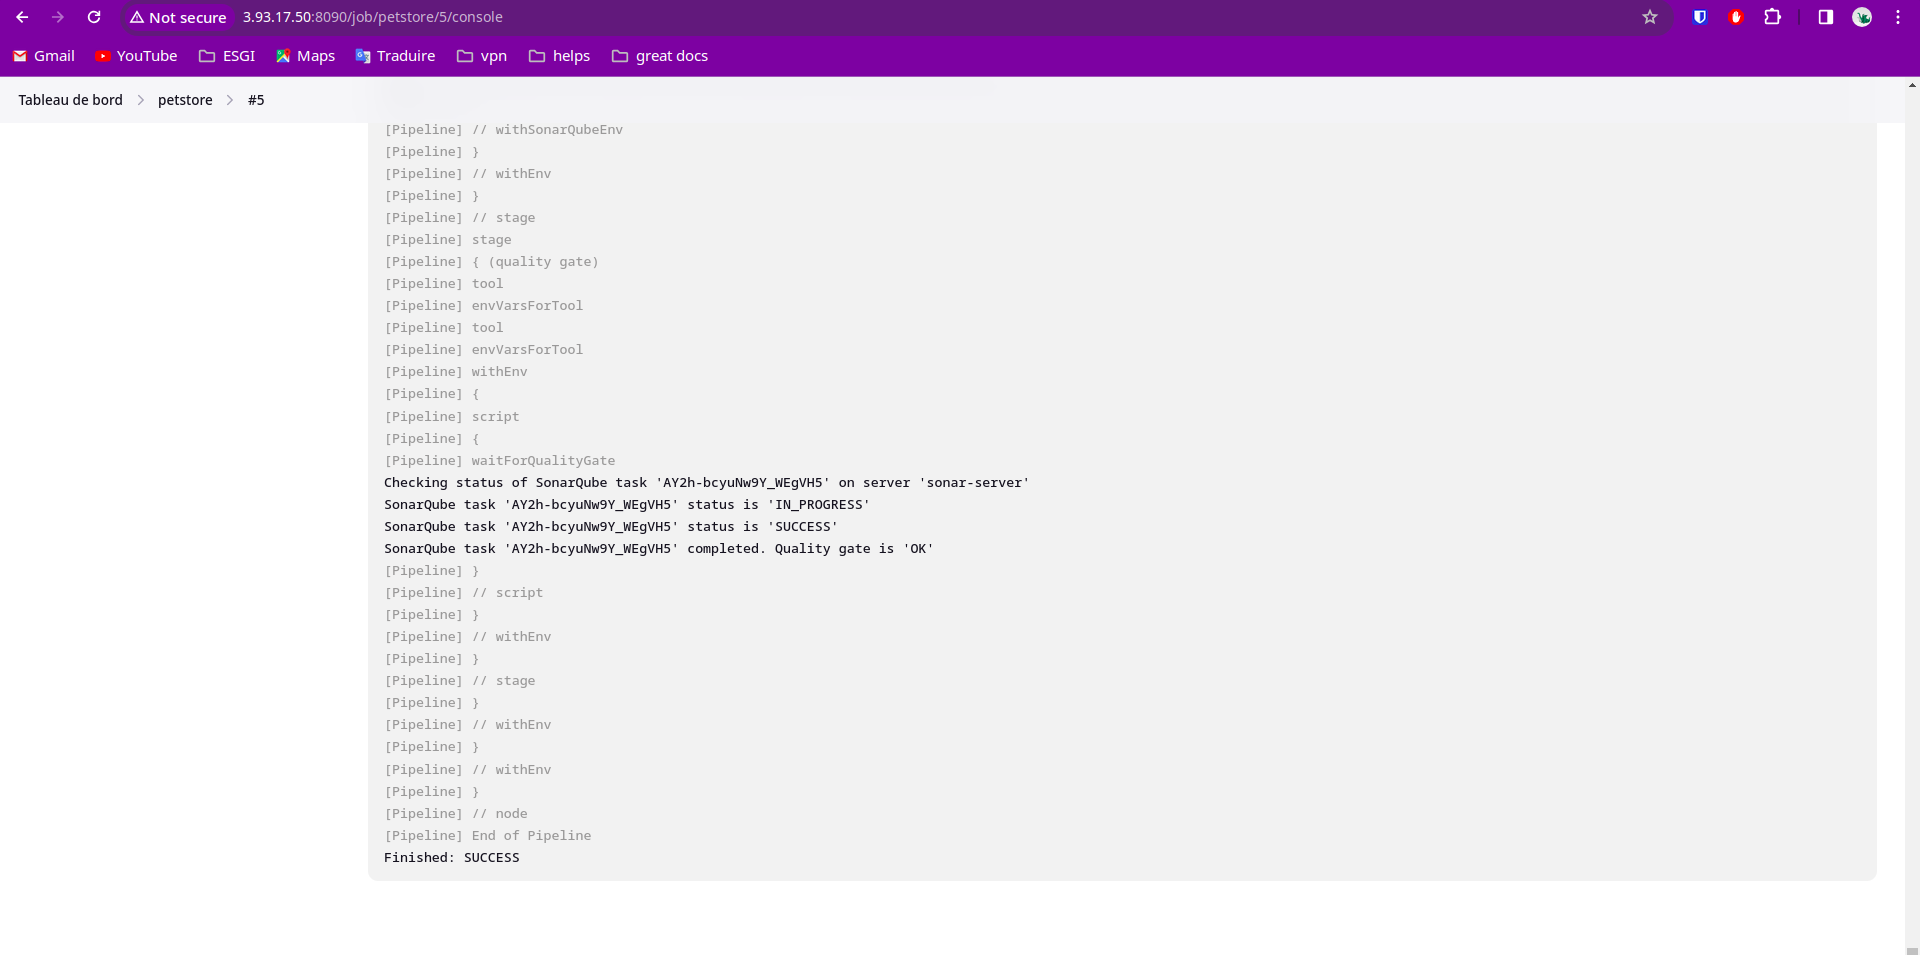 Not secure 3.93.17.50:8090/job/petstore/5/console
Gmail YouTube ESGI Maps Traduire vpn helps great docs
Tableau de bord petstore #5
[Pipeline] // withSonarQubeEnv
[Pipeline] }
[Pipeline] // withEnv
[Pipeline] }
[Pipeline] // stage
[Pipeline] stage
[Pipeline] { (quality gate)
[Pipeline] tool
[Pipeline] envVarsForTool
[Pipeline] tool
[Pipeline] envVarsForTool
[Pipeline] withEnv
[Pipeline] {
[Pipeline] script
[Pipeline] {
[Pipeline] waitForQualityGate
Checking status of SonarQube task 'AY2h-bcyuNw9Y_WEgVH5' on server 'sonar-server'
SonarQube task 'AY2h-bcyuNw9Y_WEgVH5' status is 'IN_PROGRESS'
SonarQube task 'AY2h-bcyuNw9Y_WEgVH5' status is 'SUCCESS'
SonarQube task 'AY2h-bcyuNw9Y_WEgVH5' completed. Quality gate is 'OK'
[Pipeline] }
[Pipeline] // script
[Pipeline] }
[Pipeline] // withEnv
[Pipeline] }
[Pipeline] // stage
[Pipeline] }
[Pipeline] // withEnv
[Pipeline] }
[Pipeline] // withEnv
[Pipeline] }
[Pipeline] // node
[Pipeline] End of Pipeline
Finished: SUCCESS